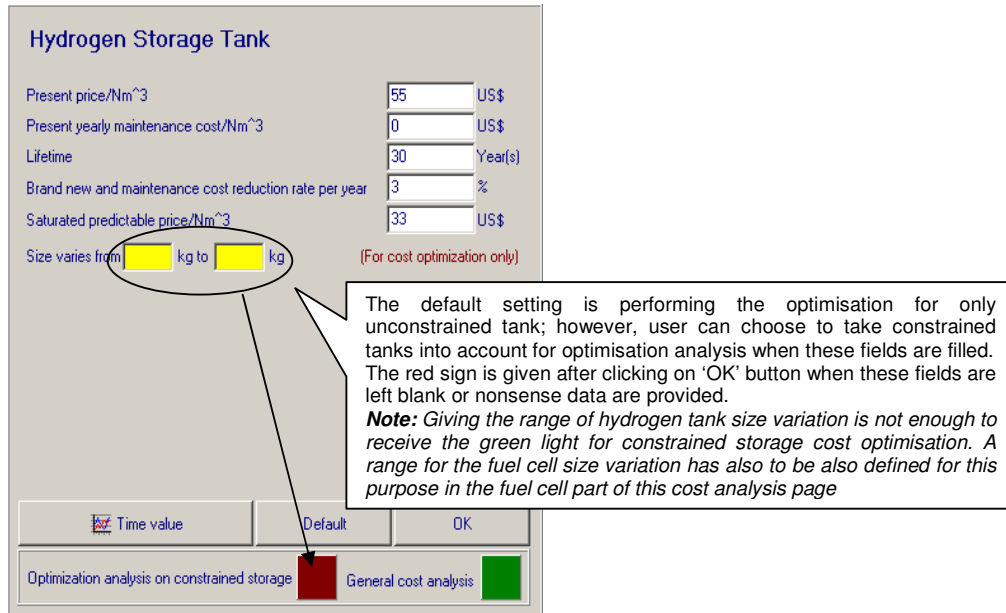 Hydrogen Storage Tank
Present price/Nm^3 55 US$
Present yearly maintenance cost/Nm^3 0 US$
Lifetime 30 Year(s)
Brand new and maintenance cost reduction rate per year 3 %
Saturated predictable price/Nm^3 33 US$
Size varies from kg to kg (For cost optimization only)
The default setting is performing the optimisation for only
unconstrained tank; however, user can choose to take constrained
tanks into account for optimisation analysis when these fields are filled.
The red sign is given after clicking on ‘OK’ button when these fields are
left blank or nonsense data are provided.
Note: Giving the range of hydrogen tank size variation is not enough to
receive the green light for constrained storage cost optimisation. A
range for the fuel cell size variation has also to be also defined for this
purpose in the fuel cell part of this cost analysis page
Time value Default OK
Optimization analysis on constrained storage General cost analysis